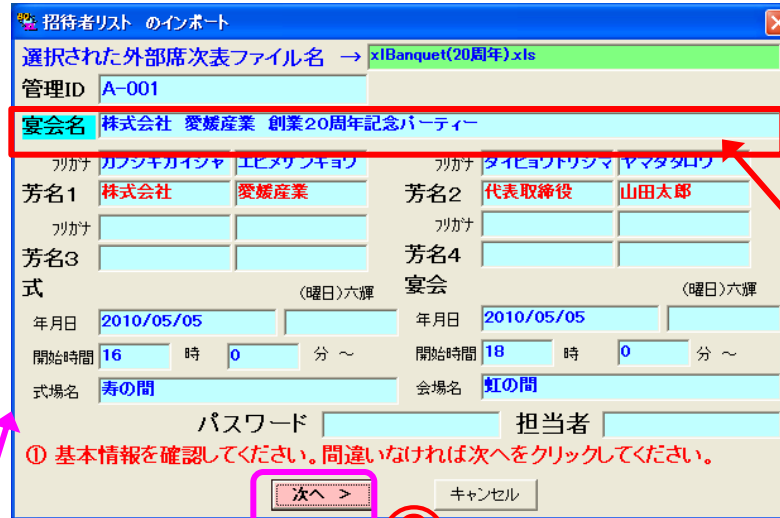 招待者リスト のインポート
選択された外部席次表ファイル名 → xlBanquet(20周年).xls
管理ID A-001
宴会名 株式会社 愛媛産業 創業20周年記念パーティー
フリガナ カブシキガイシャ エヒメサンギョウ フリガナ タイヒョウトリシマ ヤマダタロウ
芳名1 株式会社 愛媛産業 芳名2 代表取締役 山田太郎
フリガナ フリガナ
芳名3 芳名4
式 (曜日)六輝 宴会 (曜日)六輝
年月日 2010/05/05 年月日 2010/05/05
開始時間 16 時 0 分 ~ 開始時間 18 時 0 分 ~
式場名 寿の間 会場名 虹の間
パスワード 担当者
① 基本情報を確認してください。間違いなければ次へをクリックしてください。
次へ > キャンセル